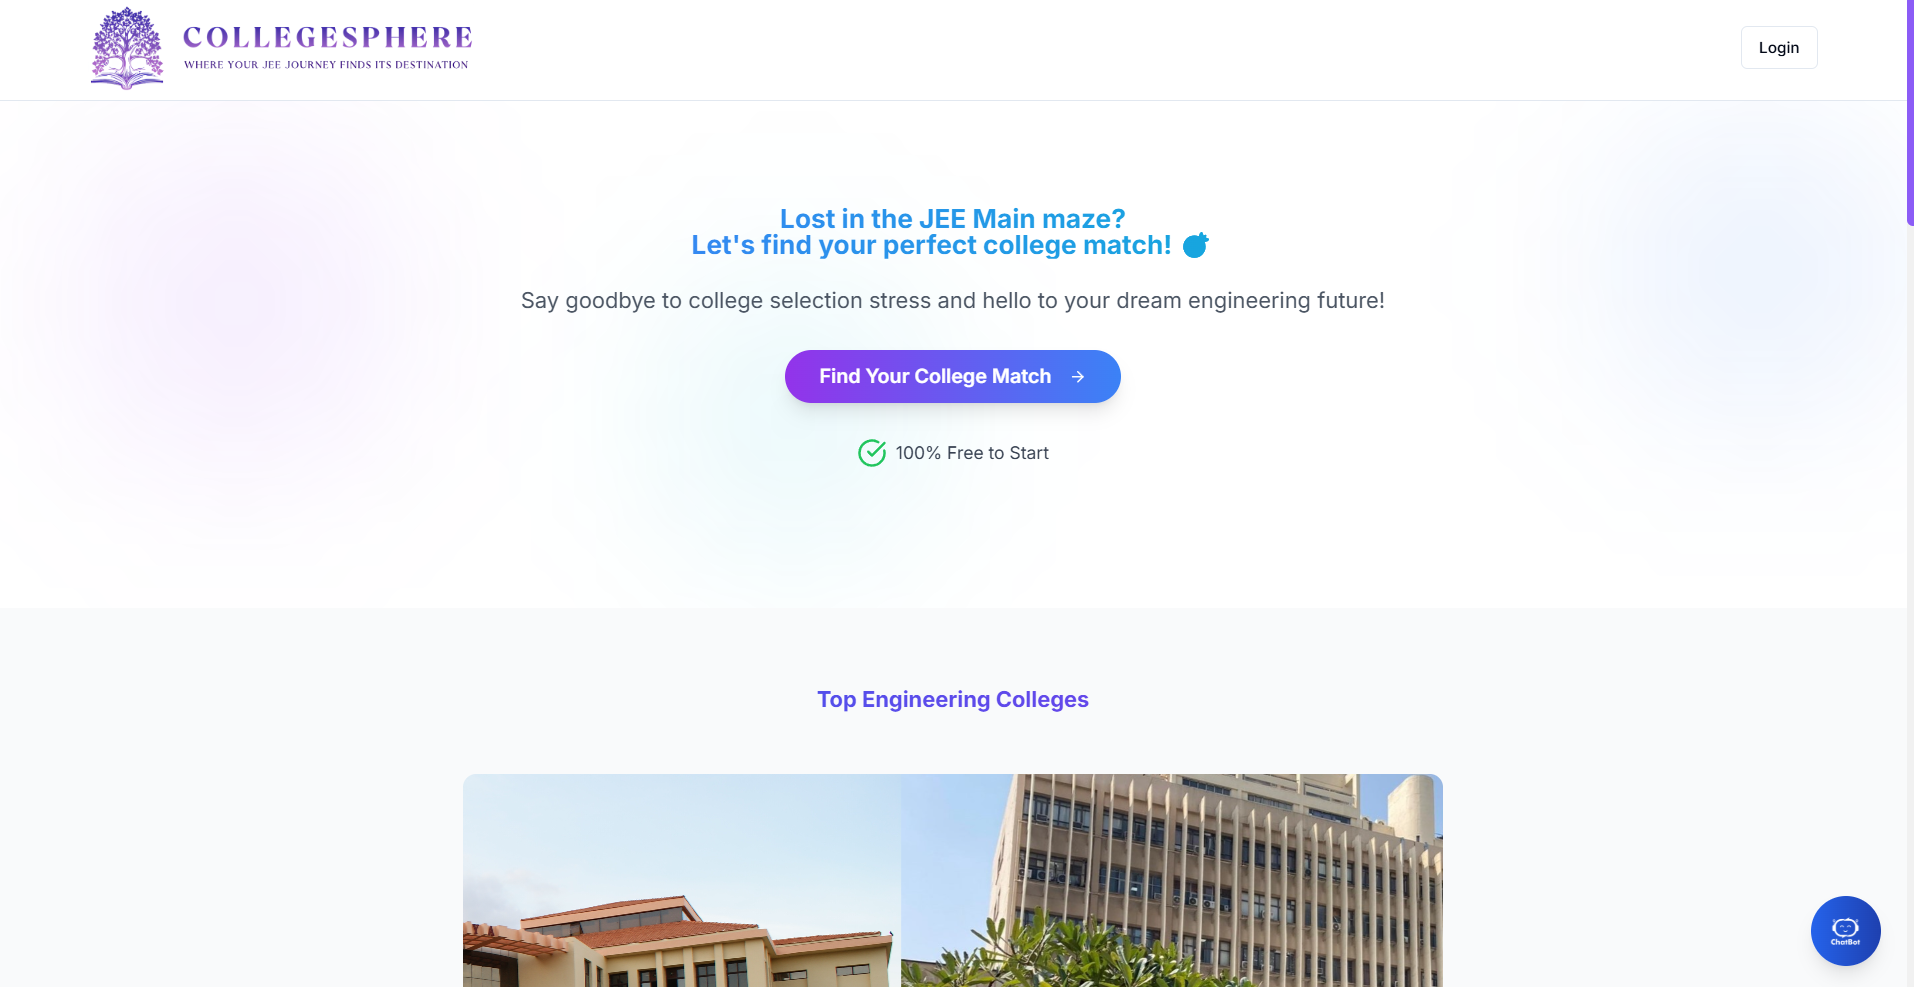 COLLEGESPHERE
WHERE YOUR JEE JOURNEY FINDS ITS DESTINATION
Login
Lost in the JEE Main maze?
Let's find your perfect college match!
Say goodbye to college selection stress and hello to your dream engineering future!
Find Your College Match
100% Free to Start
Top Engineering Colleges
ChatBot